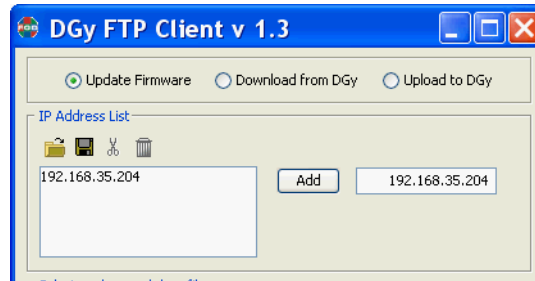 DGy FTP Client v 1.3
Update Firmware Download from DGy Upload to DGy
IP Address List
192.168.35.204
Add
192.168.35.204